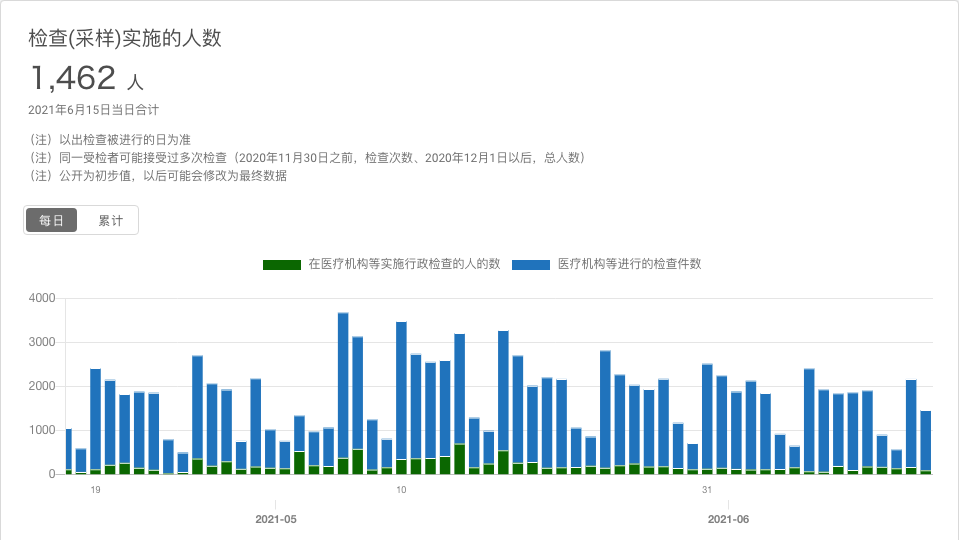 检查(采样)实施的人数
1,462 人
2021年6月15日当日合计
（注）以出检查被进行的日为准
（注）同一受检者可能接受过多次检查（2020年11月30日之前，检查次数、2020年12月1日以后，总人数）
（注）公开为初步值，以后可能会修改为最终数据
每日 累计
在医疗机构等实施行政检查的人的数 医疗机构等进行的检查件数
4000
3000
2000
1000
0
19 10 31
2021-05 2021-06